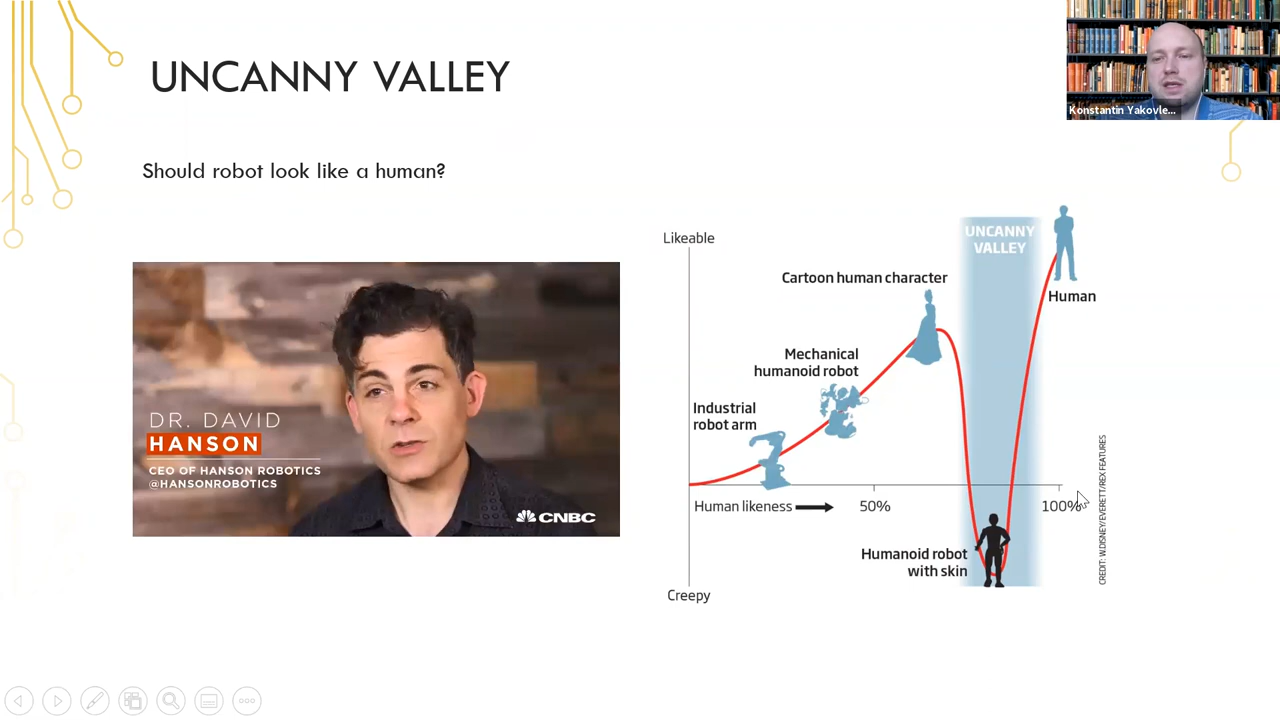 UNCANNY VALLEY
Konstantin Yakovle...
Should robot look like a human?
DR. DAVID
HANSON
CEO OF HANSON ROBOTICS
@HANSONROBOTICS
CNBC
Likeable
UNCANNY
VALLEY
Cartoon human character
Human
Mechanical
humanoid robot
Industrial
robot arm
Human likeness
50%
100%
Humanoid robot
with skin
Creepy
CREDIT: W.DISNEY/EVERETT/REX FEATURES